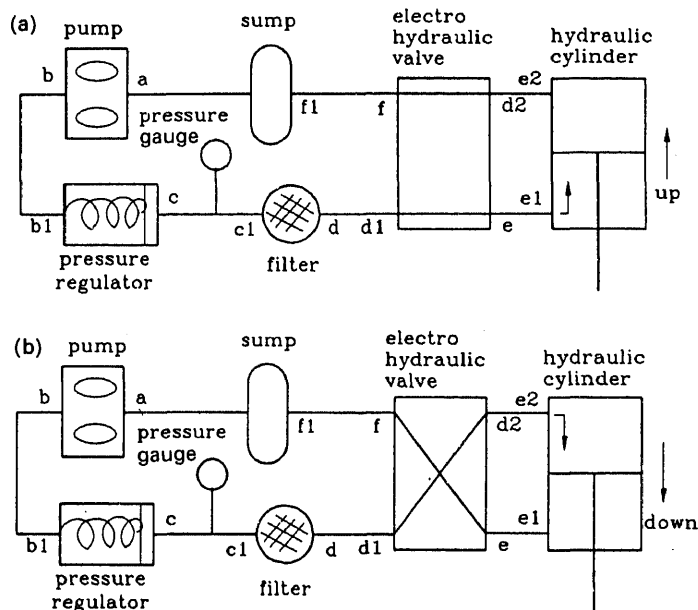 (a)
pump
sump
electro
hydraulic
valve
hydraulic
cylinder
b
a
f1
f
e2
d2
pressure
gauge
up
b1
c
c1
d
d1
e1
e
pressure
regulator
filter
(b)
pump
sump
electro
hydraulic
valve
hydraulic
cylinder
b
a
f1
f
e2
d2
pressure
gauge
down
b1
c
c1
d
d1
e1
e
pressure
regulator
filter